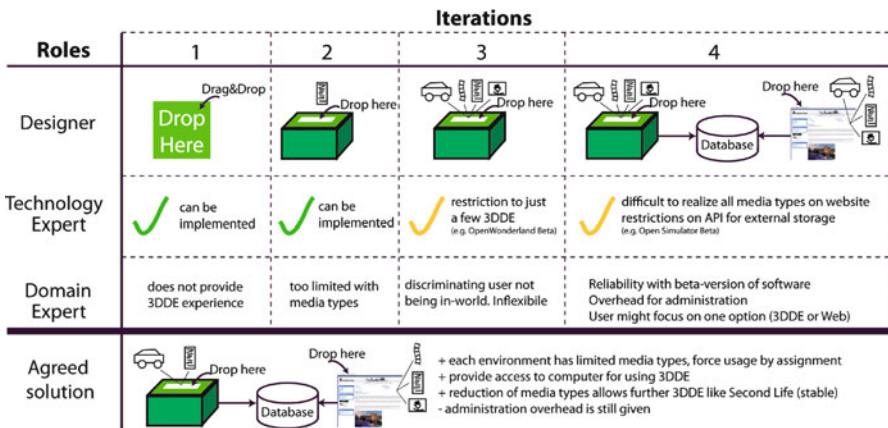 Iterations
Roles
1
2
3
4
Designer
Drag&Drop
Drop
Here
Drop here
Drop here
Drop here
Database
Drop here
Technology
Expert
can be
implemented
can be
implemented
restriction to just
a few 3DDE
(e.g. OpenWonderland Beta)
difficult to realize all media types on website
restrictions on API for external storage
(e.g. Open Simulator Beta)
Domain
Expert
does not provide
3DDE experience
too limited with
media types
discriminating user not
being in-world. Inflexibile
Reliability with beta-version of software
Overhead for administration
User might focus on one option (3DDE or Web)
Agreed
solution
Drop here
Database
Drop here
+ each environment has limited media types, force usage by assignment
+ provide access to computer for using 3DDE
+ reduction of media types allows further 3DDE like Second Life (stable)
- administration overhead is still given